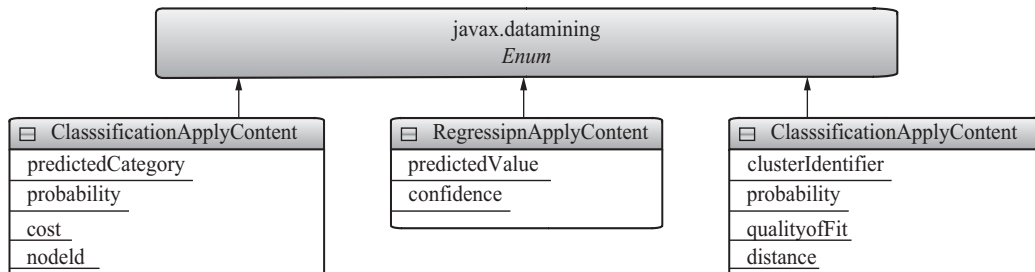 javax.datamining
Enum
ClasssificationApplyContent
predictedCategory
probability
cost
nodeld
RegressipnApplyContent
predictedValue
confidence
ClasssificationApplyContent
clusterIdentifier
probability
qualityofFit
distance